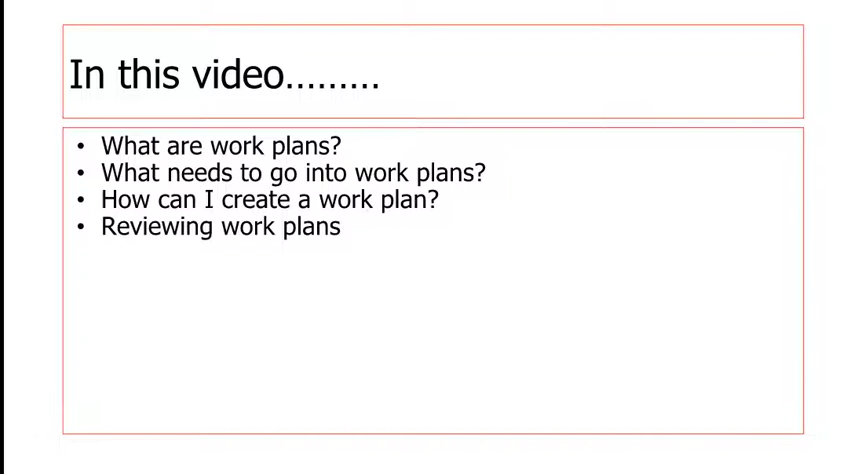 In this video.........
• What are work plans?
• What needs to go into work plans?
• How can I create a work plan?
• Reviewing work plans